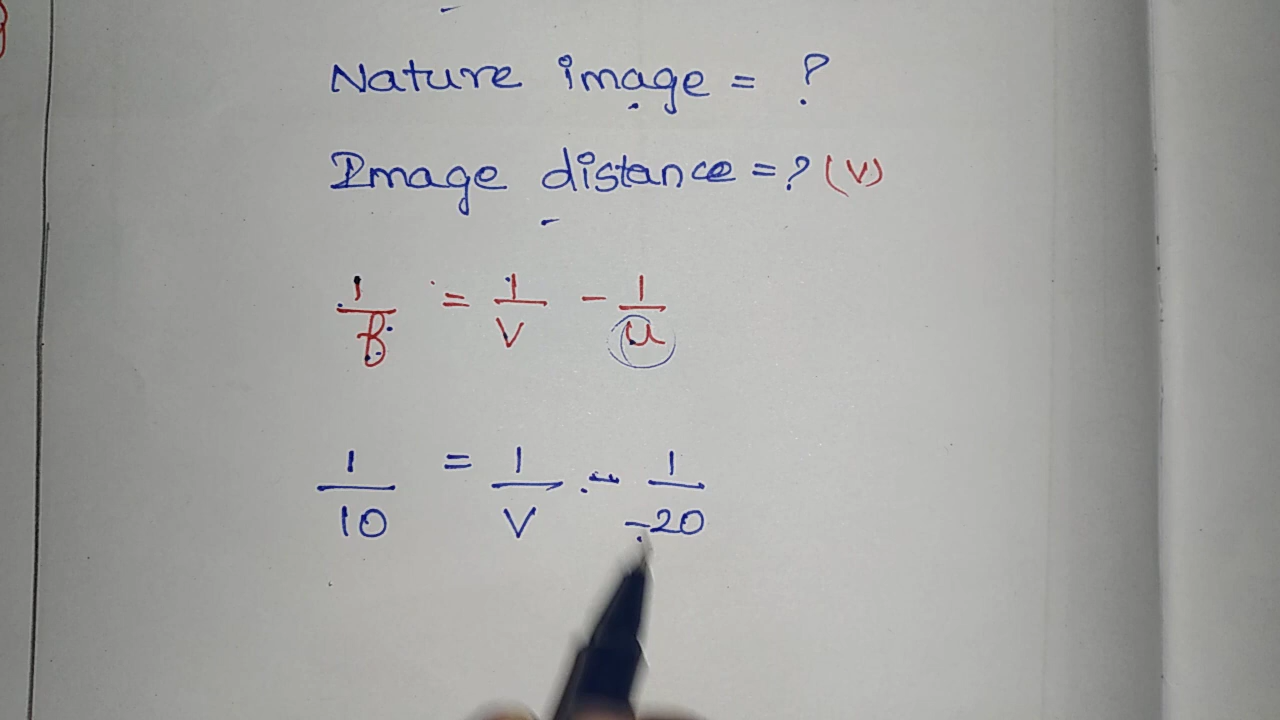 Nature image = ?
Image distance = ? (v)
1/f = 1/v - 1/u
1/10 = 1/v - 1/-20